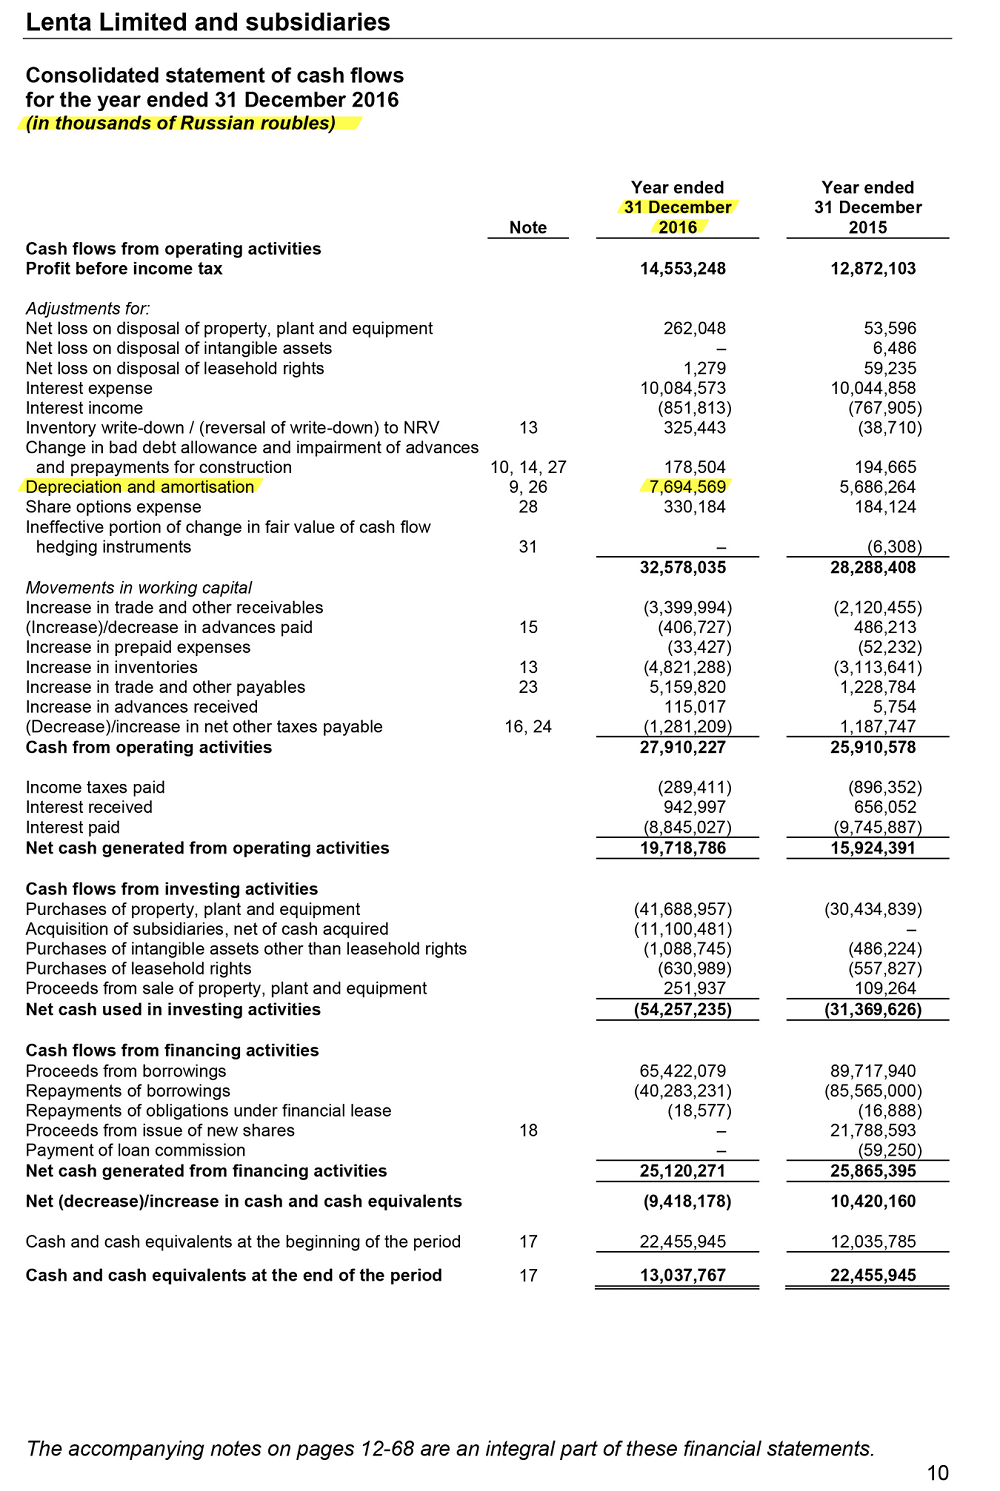 Lenta Limited and subsidiaries
Consolidated statement of cash flows
for the year ended 31 December 2016
(in thousands of Russian roubles)
Year ended Year ended
31 December 31 December
Note 2016 2015
Cash flows from operating activities
Profit before income tax 14,553,248 12,872,103
Adjustments for:
Net loss on disposal of property, plant and equipment 262,048 53,596
Net loss on disposal of intangible assets – 6,486
Net loss on disposal of leasehold rights 1,279 59,235
Interest expense 10,084,573 10,044,858
Interest income (851,813) (767,905)
Inventory write-down / (reversal of write-down) to NRV 13 325,443 (38,710)
Change in bad debt allowance and impairment of advances
and prepayments for construction 10, 14, 27 178,504 194,665
Depreciation and amortisation 9, 26 7,694,569 5,686,264
Share options expense 28 330,184 184,124
Ineffective portion of change in fair value of cash flow
hedging instruments 31 – (6,308)
32,578,035 28,288,408
Movements in working capital
Increase in trade and other receivables (3,399,994) (2,120,455)
(Increase)/decrease in advances paid 15 (406,727) 486,213
Increase in prepaid expenses (33,427) (52,232)
Increase in inventories 13 (4,821,288) (3,113,641)
Increase in trade and other payables 23 5,159,820 1,228,784
Increase in advances received 115,017 5,754
(Decrease)/increase in net other taxes payable 16, 24 (1,281,209) 1,187,747
Cash from operating activities 27,910,227 25,910,578
Income taxes paid (289,411) (896,352)
Interest received 942,997 656,052
Interest paid (8,845,027) (9,745,887)
Net cash generated from operating activities 19,718,786 15,924,391
Cash flows from investing activities
Purchases of property, plant and equipment (41,688,957) (30,434,839)
Acquisition of subsidiaries, net of cash acquired (11,100,481) –
Purchases of intangible assets other than leasehold rights (1,088,745) (486,224)
Purchases of leasehold rights (630,989) (557,827)
Proceeds from sale of property, plant and equipment 251,937 109,264
Net cash used in investing activities (54,257,235) (31,369,626)
Cash flows from financing activities
Proceeds from borrowings 65,422,079 89,717,940
Repayments of borrowings (40,283,231) (85,565,000)
Repayments of obligations under financial lease (18,577) (16,888)
Proceeds from issue of new shares 18 – 21,788,593
Payment of loan commission – (59,250)
Net cash generated from financing activities 25,120,271 25,865,395
Net (decrease)/increase in cash and cash equivalents (9,418,178) 10,420,160
Cash and cash equivalents at the beginning of the period 17 22,455,945 12,035,785
Cash and cash equivalents at the end of the period 17 13,037,767 22,455,945
The accompanying notes on pages 12-68 are an integral part of these financial statements.
10